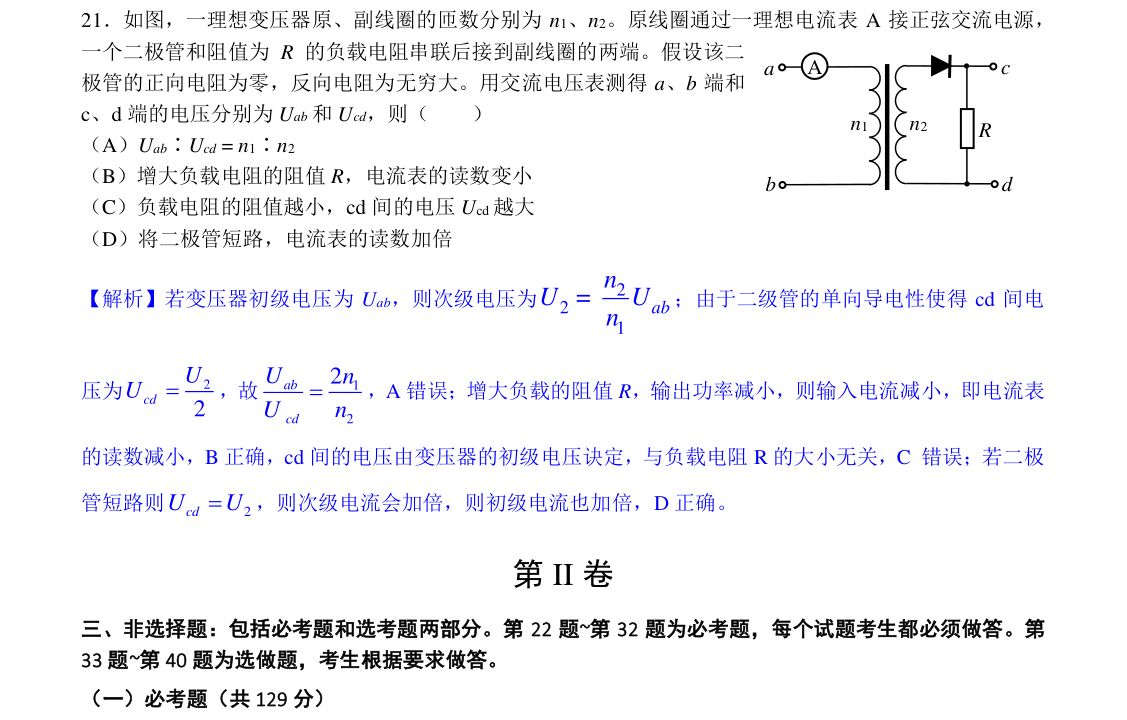 21．如图，一理想变压器原、副线圈的匝数分别为 n1、n2。原线圈通过一理想电流表 A 接正弦交流电源，
一个二极管和阻值为 R 的负载电阻串联后接到副线圈的两端。假设该二
极管的正向电阻为零，反向电阻为无穷大。用交流电压表测得 a、b 端和
c、d 端的电压分别为 Uab 和 Ucd，则（　　）
（A）Uab∶Ucd = n1∶n2
（B）增大负载电阻的阻值 R，电流表的读数变小
（C）负载电阻的阻值越小，cd 间的电压 Ucd 越大
（D）将二极管短路，电流表的读数加倍
a A c
n1 n2 R
b d
【解析】若变压器初级电压为 Uab，则次级电压为 U2 = n2/n1 Uab；由于二级管的单向导电性使得 cd 间电
压为 Ucd = U2/2，故 Uab/Ucd = 2n1/n2，A 错误；增大负载的阻值 R，输出功率减小，则输入电流减小，即电流表
的读数减小，B 正确，cd 间的电压由变压器的初级电压诀定，与负载电阻 R 的大小无关，C 错误；若二极
管短路则 Ucd = U2，则次级电流会加倍，则初级电流也加倍，D 正确。
第 II 卷
三、非选择题：包括必考题和选考题两部分。第 22 题~第 32 题为必考题，每个试题考生都必须做答。第
33 题~第 40 题为选做题，考生根据要求做答。
（一）必考题（共 129 分）